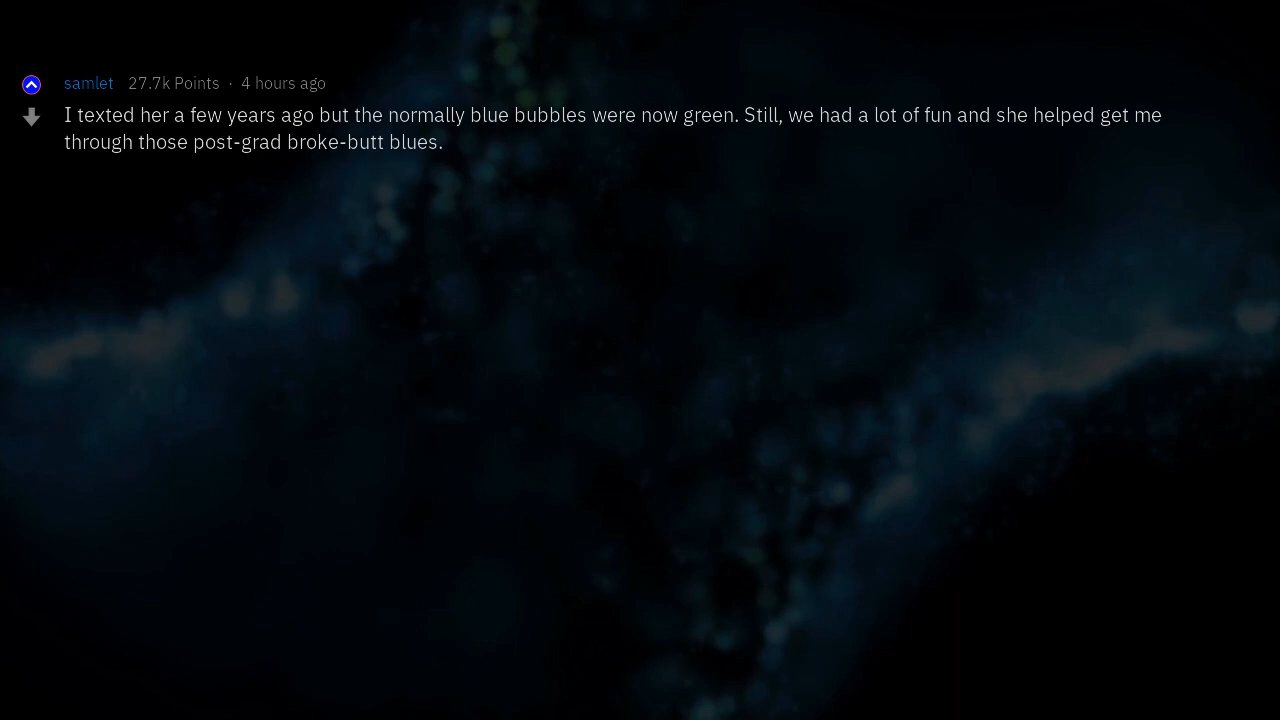 samlet 27.7k Points · 4 hours ago
I texted her a few years ago but the normally blue bubbles were now green. Still, we had a lot of fun and she helped get me
through those post-grad broke-butt blues.